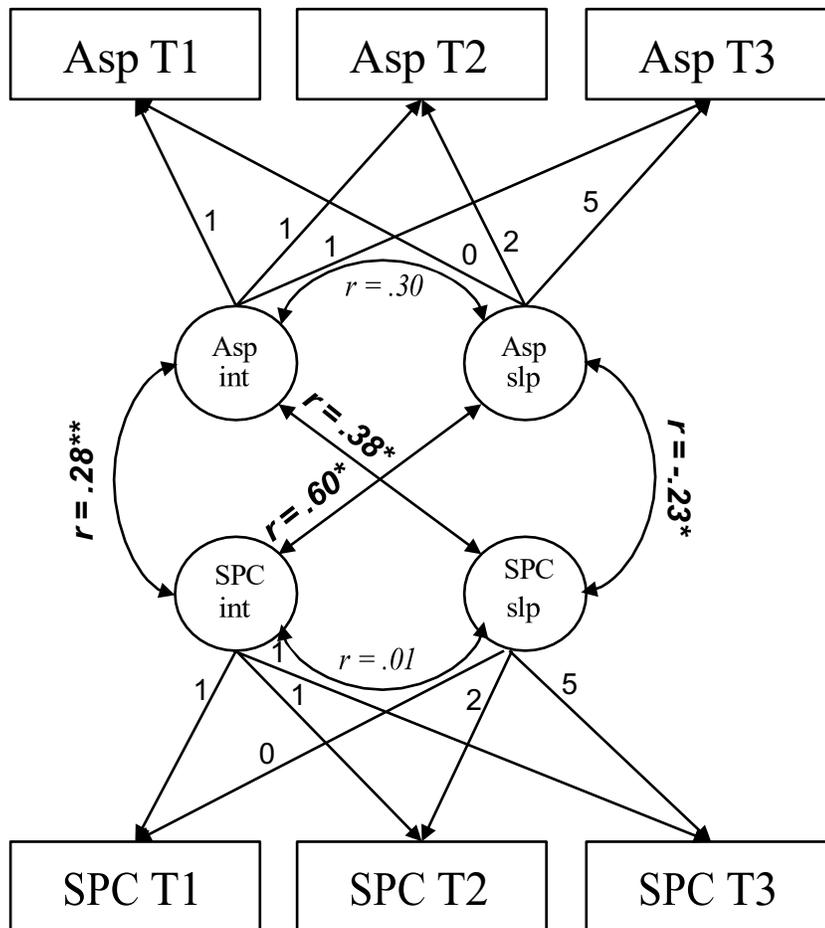 Asp T1
Asp T2
Asp T3
1
1
1
0
2
5
r = .30
Asp
int
Asp
slp
r = .28**
r = .38*
r = .60*
r = -.23*
SPC
int
SPC
slp
1
r = .01
1
1
2
5
0
SPC T1
SPC T2
SPC T3